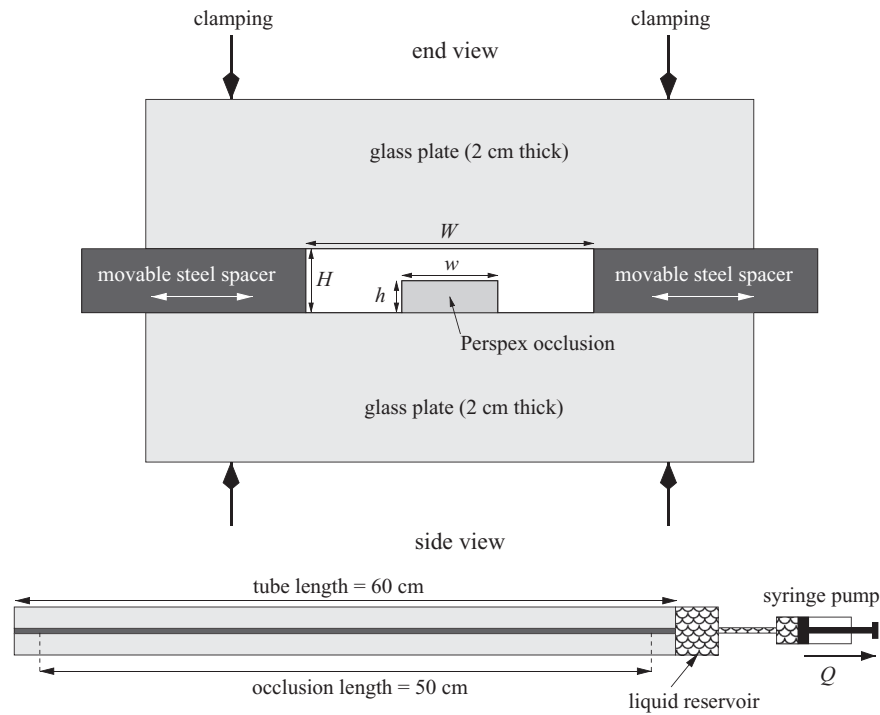 clamping
clamping
end view
glass plate (2 cm thick)
W
movable steel spacer
H
w
h
movable steel spacer
Perspex occlusion
glass plate (2 cm thick)
side view
tube length = 60 cm
syringe pump
occlusion length = 50 cm
liquid reservoir
Q